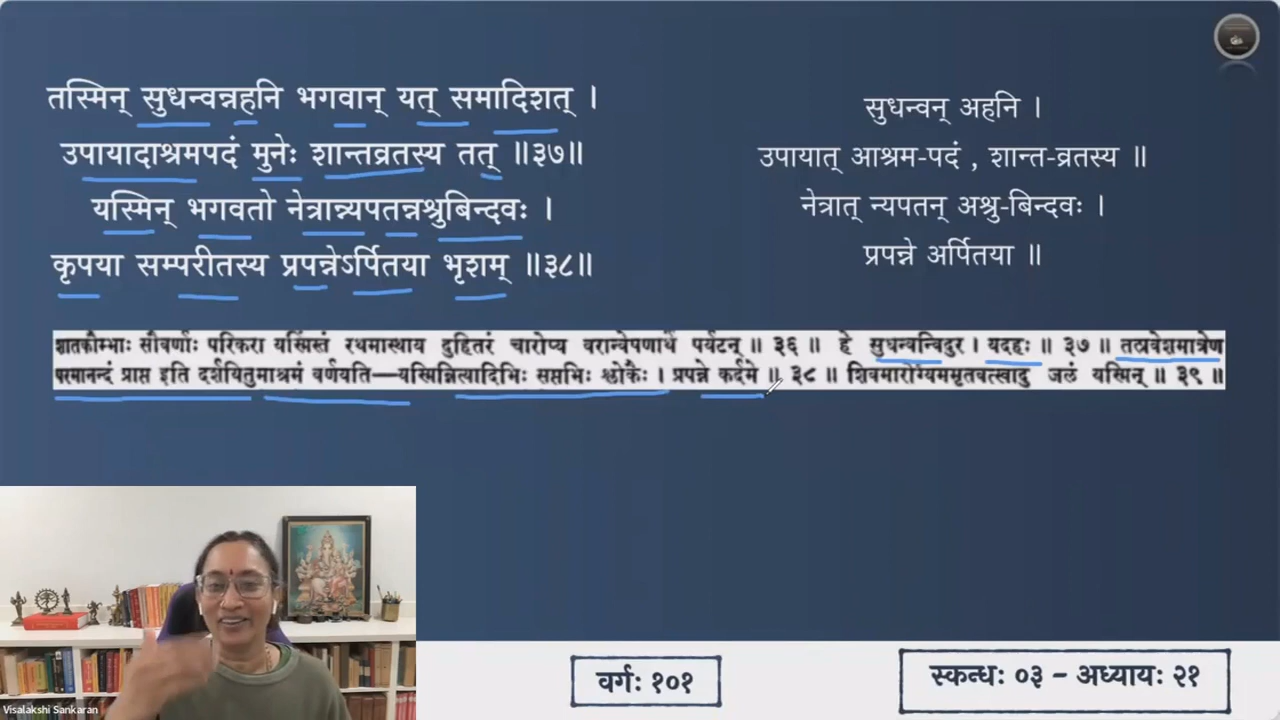 तस्मिन् सुधन्वन्नहनि भगवान् यत् समादिशत् ।
उपायादाश्रमपदं मुनेः शान्तव्रतस्य तत् ॥३७॥
यस्मिन् भगवतो नेत्रान्न्यपतन्नश्रुबिन्दवः ।
कृपया सम्परीतस्य प्रपन्नेऽर्पितया भृशम् ॥३८॥
सुधन्वन् अहनि ।
उपायात् आश्रम-पदं , शान्त-व्रतस्य ॥
नेत्रात् न्यपतन् अश्रु-बिन्दवः ।
प्रपन्ने अर्पितया ॥
शातकौम्भाः सौवर्णाः परिकरा यस्मिंस्तं रथमास्थाय दुहितरं चारोप्य वरान्वेषणार्थे पर्यटन् ॥ ३६ ॥ हे सुधन्वन्विदुर । यदहः ॥ ३७ ॥ तत्प्रवेशमात्रेण
परमानन्दं प्राप्त इति दर्शयितुमाश्रमं वर्णयति—यस्मिन्नित्यादिभिः सप्तभिः श्लोकैः । प्रपन्ने कर्दमे ॥ ३८ ॥ शिवमारोग्यममृतवत्स्वादु जलं यस्मिन् ॥ ३९ ॥
Visalakshi Sankaran
वर्गः १०१
स्कन्धः ०३ - अध्यायः २१